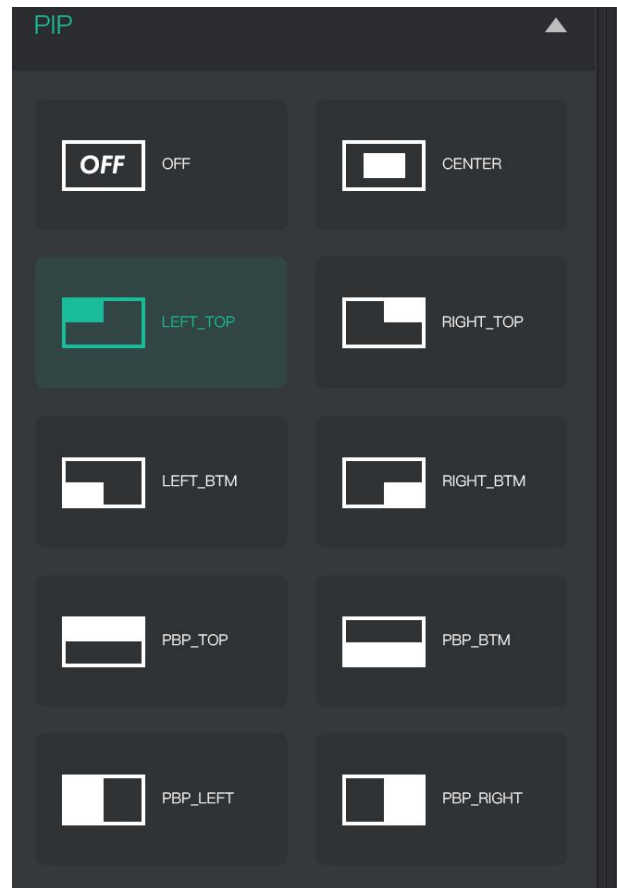 PIP
OFF OFF
CENTER
LEFT_TOP
RIGHT_TOP
LEFT_BTM
RIGHT_BTM
PBP_TOP
PBP_BTM
PBP_LEFT
PBP_RIGHT